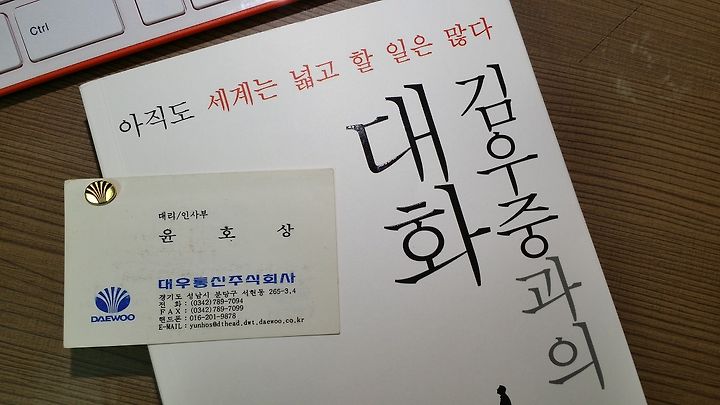 Ctrl
아직도 세계는 넓고 할 일은 많다
김우중과의
대화
대리/인사부
윤 호 상
대우통신주식회사
경기도 성남시 분당구 서현동 265-3.4
전 화 : (0342)789-7094
F A X : (0342)789-7099
핸드폰 : 016-201-9878
E-MAIL : yunhos@dthead.dwt.daewoo.co.kr
DAEWOO